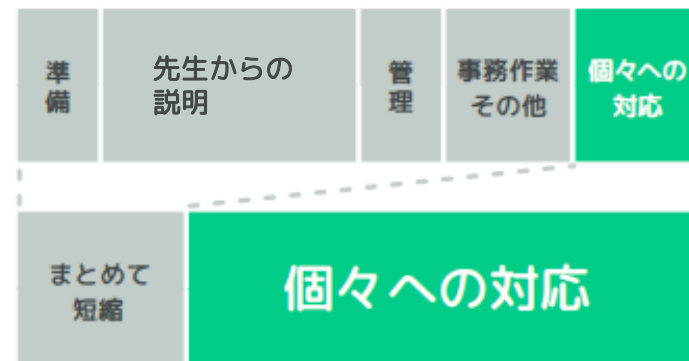 準備
先生からの
説明
管理
事務作業
その他
個々への
対応
まとめて
短縮
個々への対応